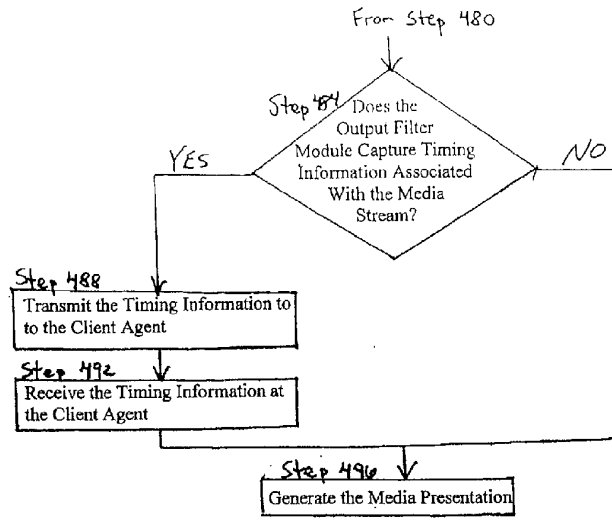 From Step 480
Step 484
Does the
Output Filter
Module Capture Timing
Information Associated
With the Media
Stream?
YES
NO
Step 488
Transmit the Timing Information to
to the Client Agent
Step 492
Receive the Timing Information at
the Client Agent
Step 496
Generate the Media Presentation